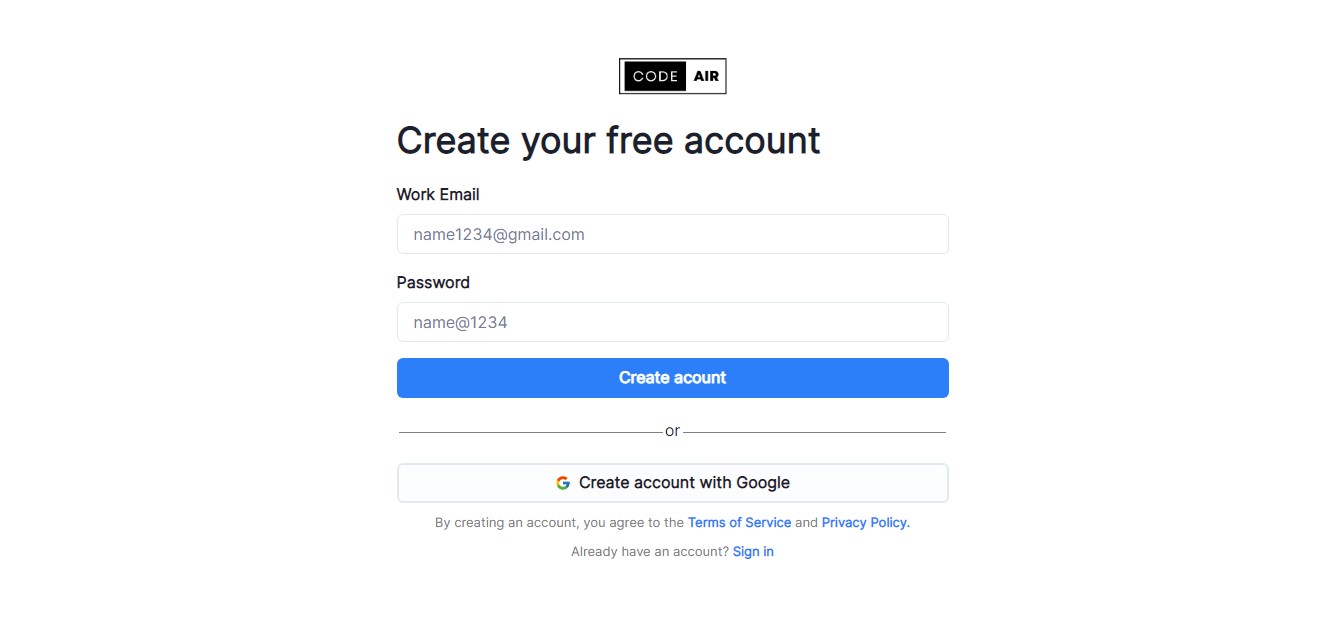 CODE AIR
Create your free account
Work Email
name1234@gmail.com
Password
name@1234
Create acount
or
Create account with Google
By creating an account, you agree to the Terms of Service and Privacy Policy.
Already have an account? Sign in